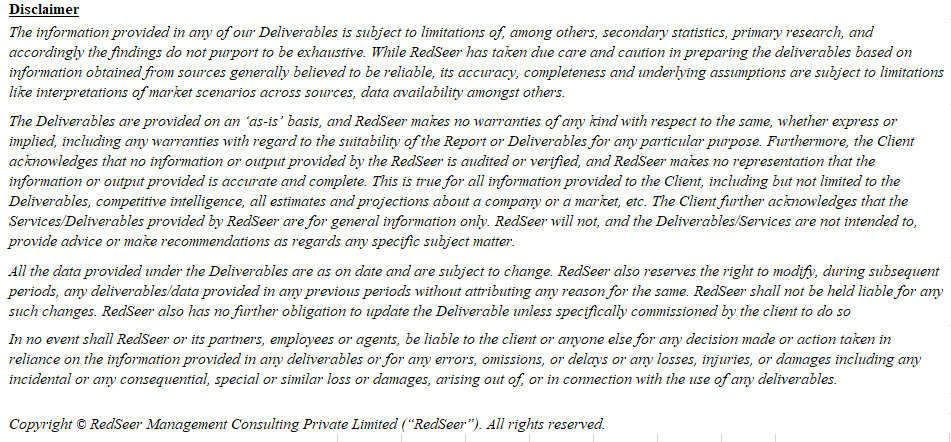 Disclaimer
The information provided in any of our Deliverables is subject to limitations of, among others, secondary statistics, primary research, and
accordingly the findings do not purport to be exhaustive. While RedSeer has taken due care and caution in preparing the deliverables based on
information obtained from sources generally believed to be reliable, its accuracy, completeness and underlying assumptions are subject to limitations
like interpretations of market scenarios across sources, data availability amongst others.
The Deliverables are provided on an ‘as-is’ basis, and RedSeer makes no warranties of any kind with respect to the same, whether express or
implied, including any warranties with regard to the suitability of the Report or Deliverables for any particular purpose. Furthermore, the Client
acknowledges that no information or output provided by the RedSeer is audited or verified, and RedSeer makes no representation that the
information or output provided is accurate and complete. This is true for all information provided to the Client, including but not limited to the
Deliverables, competitive intelligence, all estimates and projections about a company or a market, etc. The Client further acknowledges that the
Services/Deliverables provided by RedSeer are for general information only. RedSeer will not, and the Deliverables/Services are not intended to,
provide advice or make recommendations as regards any specific subject matter.
All the data provided under the Deliverables are as on date and are subject to change. RedSeer also reserves the right to modify, during subsequent
periods, any deliverables/data provided in any previous periods without attributing any reason for the same. RedSeer shall not be held liable for any
such changes. RedSeer also has no further obligation to update the Deliverable unless specifically commissioned by the client to do so
In no event shall RedSeer or its partners, employees or agents, be liable to the client or anyone else for any decision made or action taken in
reliance on the information provided in any deliverables or for any errors, omissions, or delays or any losses, injuries, or damages including any
incidental or any consequential, special or similar loss or damages, arising out of, or in connection with the use of any deliverables.
Copyright © RedSeer Management Consulting Private Limited (“RedSeer”). All rights reserved.